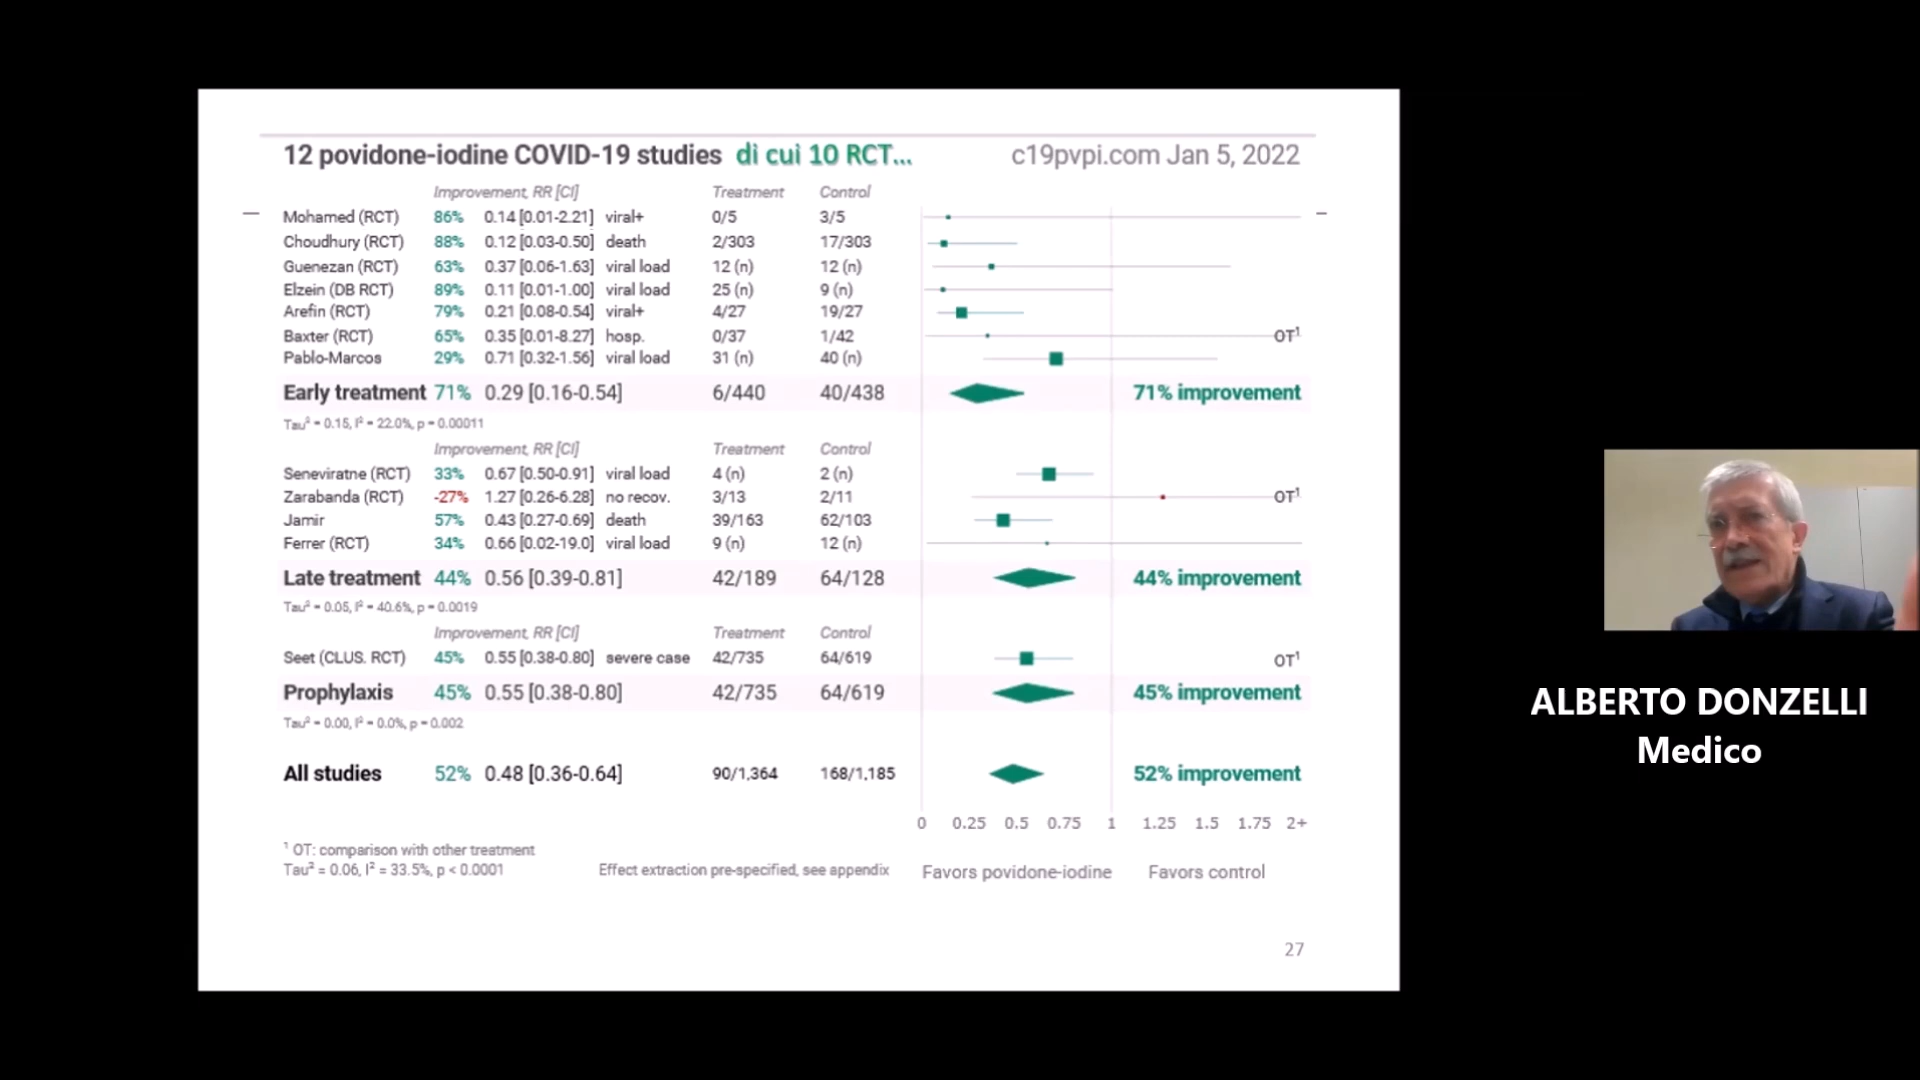 12 povidone-iodine COVID-19 studies di cui 10 RCT... c19pvpi.com Jan 5, 2022
Improvement, RR [CI] Treatment Control
Mohamed (RCT) 86% 0.14 [0.01-2.21] viral+ 0/5 3/5
Choudhury (RCT) 88% 0.12 [0.03-0.50] death 2/303 17/303
Guenezan (RCT) 63% 0.37 [0.06-1.63] viral load 12 (n) 12 (n)
Elzein (DB RCT) 89% 0.11 [0.01-1.00] viral load 25 (n) 9 (n)
Arefin (RCT) 79% 0.21 [0.08-0.54] viral+ 4/27 19/27
Baxter (RCT) 65% 0.35 [0.01-8.27] hosp. 0/37 1/42 OT¹
Pablo-Marcos 29% 0.71 [0.32-1.56] viral load 31 (n) 40 (n)
Early treatment 71% 0.29 [0.16-0.54] 6/440 40/438 71% improvement
Tau² = 0.15, I² = 22.0%, p = 0.00011
Improvement, RR [CI] Treatment Control
Seneviratne (RCT) 33% 0.67 [0.50-0.91] viral load 4 (n) 2 (n)
Zarabanda (RCT) -27% 1.27 [0.26-6.28] no recov. 3/13 2/11 OT¹
Jamir 57% 0.43 [0.27-0.69] death 39/163 62/103
Ferrer (RCT) 34% 0.66 [0.02-19.0] viral load 9 (n) 12 (n)
Late treatment 44% 0.56 [0.39-0.81] 42/189 64/128 44% improvement
Tau² = 0.05, I² = 40.6%, p = 0.0019
Improvement, RR [CI] Treatment Control
Seet (CLUS. RCT) 45% 0.55 [0.38-0.80] severe case 42/735 64/619 OT¹
Prophylaxis 45% 0.55 [0.38-0.80] 42/735 64/619 45% improvement
Tau² = 0.00, I² = 0.0%, p = 0.002
All studies 52% 0.48 [0.36-0.64] 90/1,364 168/1,185 52% improvement
0 0.25 0.5 0.75 1 1.25 1.5 1.75 2+
¹ OT: comparison with other treatment
Tau² = 0.06, I² = 33.5%, p < 0.0001 Effect extraction pre-specified, see appendix Favors povidone-iodine Favors control
27
ALBERTO DONZELLI
Medico